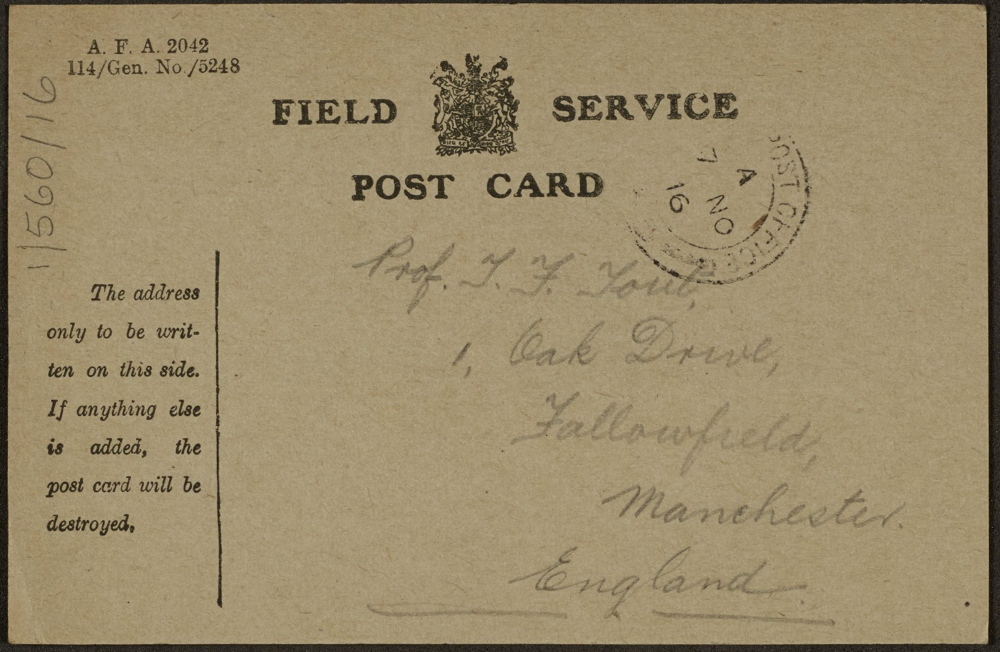 A. F. A. 2042
114/Gen. No./5248
1/560/16
FIELD SERVICE
POST CARD
POST OFFICE
A
7 NO
16
Prof. T. F. Tout,
1, Oak Drive,
Fallowfield,
Manchester.
England.
The address
only to be writ-
ten on this side.
If anything else
is added, the
post card will be
destroyed.